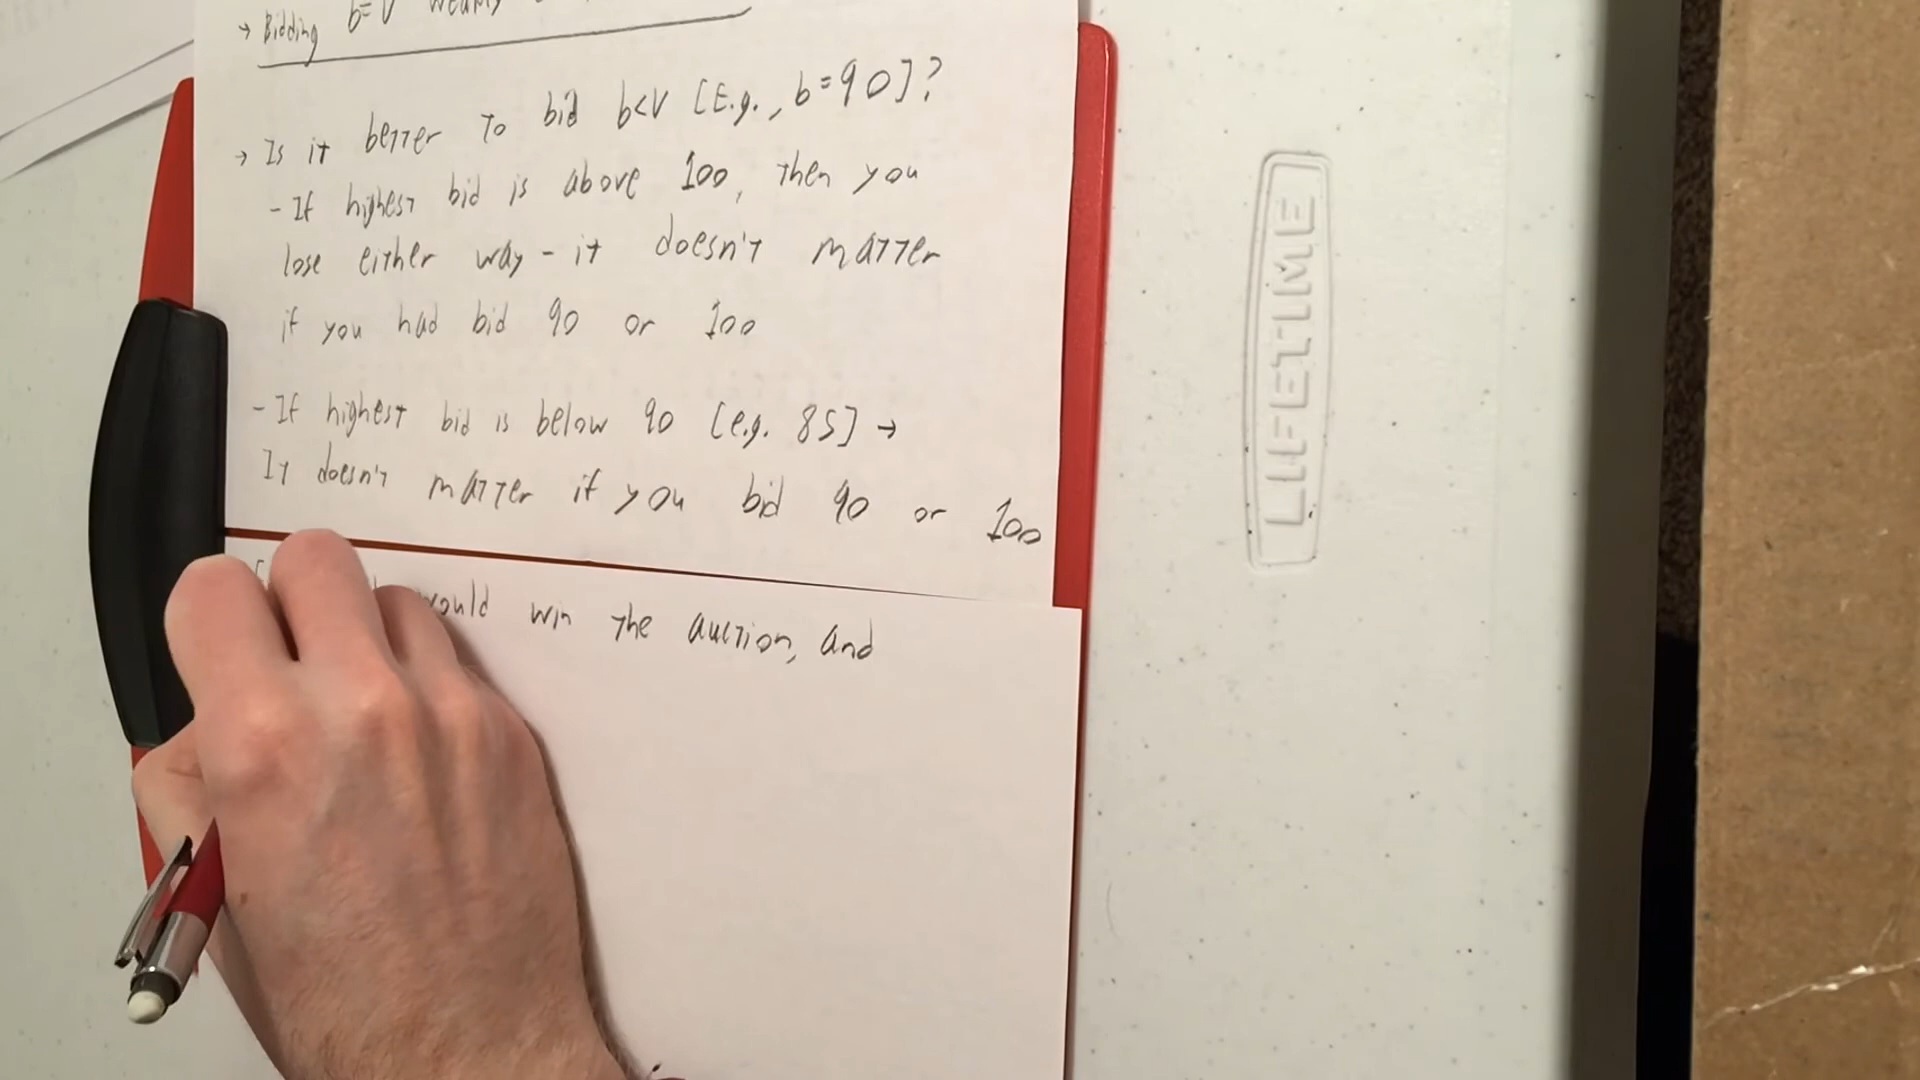 → Bidding b=V weakly
→ Is it better to bid b<V [E.g., b=90]?
- If highest bid is above 100, then you
lose either way - it doesn't matter
if you had bid 90 or 100
- If highest bid is below 90 [e.g. 85] →
It doesn't matter if you bid 90 or 100
would win the auction, and
LIFETIME